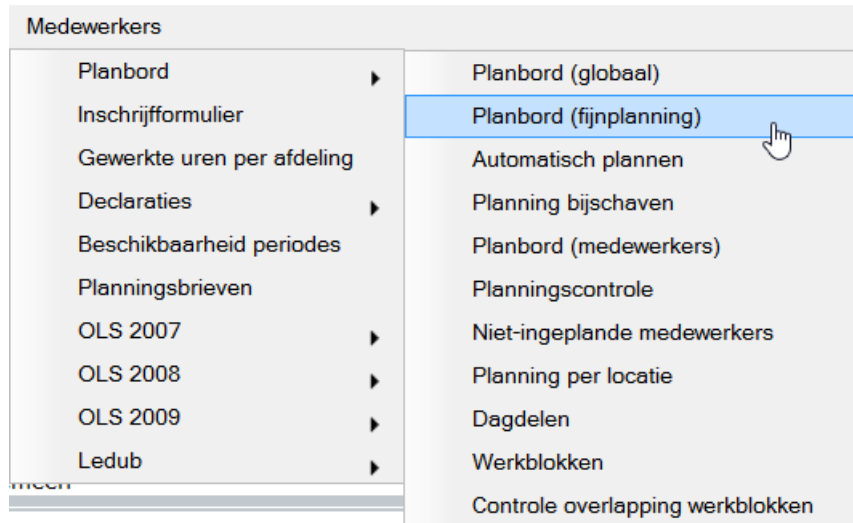 Medewerkers
Planbord
Inschrijfformulier
Gewerkte uren per afdeling
Declaraties
Beschikbaarheid periodes
Planningsbrieven
OLS 2007
OLS 2008
OLS 2009
Ledub
Planbord (globaal)
Planbord (fijnplanning)
Automatisch plannen
Planning bijschaven
Planbord (medewerkers)
Planningscontrole
Niet-ingeplande medewerkers
Planning per locatie
Dagdelen
Werkblokken
Controle overlapping werkblokken